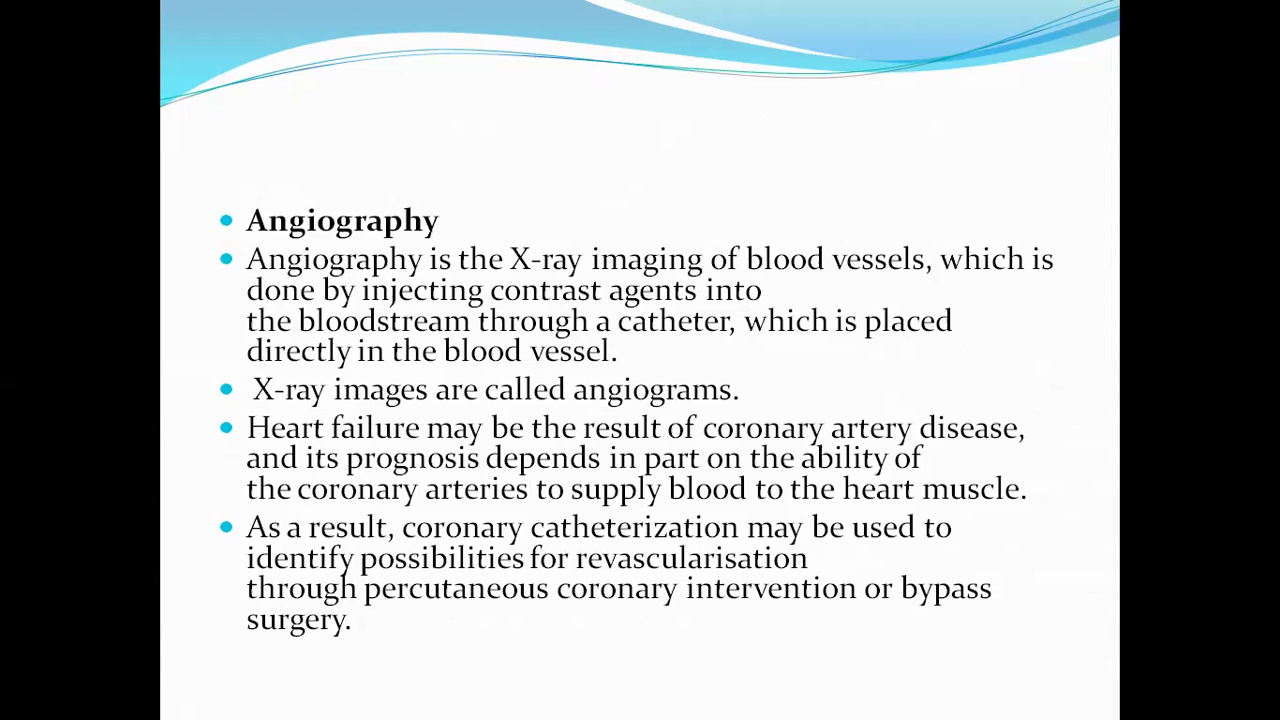 Angiography
Angiography is the X-ray imaging of blood vessels, which is
done by injecting contrast agents into
the bloodstream through a catheter, which is placed
directly in the blood vessel.
X-ray images are called angiograms.
Heart failure may be the result of coronary artery disease,
and its prognosis depends in part on the ability of
the coronary arteries to supply blood to the heart muscle.
As a result, coronary catheterization may be used to
identify possibilities for revascularisation
through percutaneous coronary intervention or bypass
surgery.